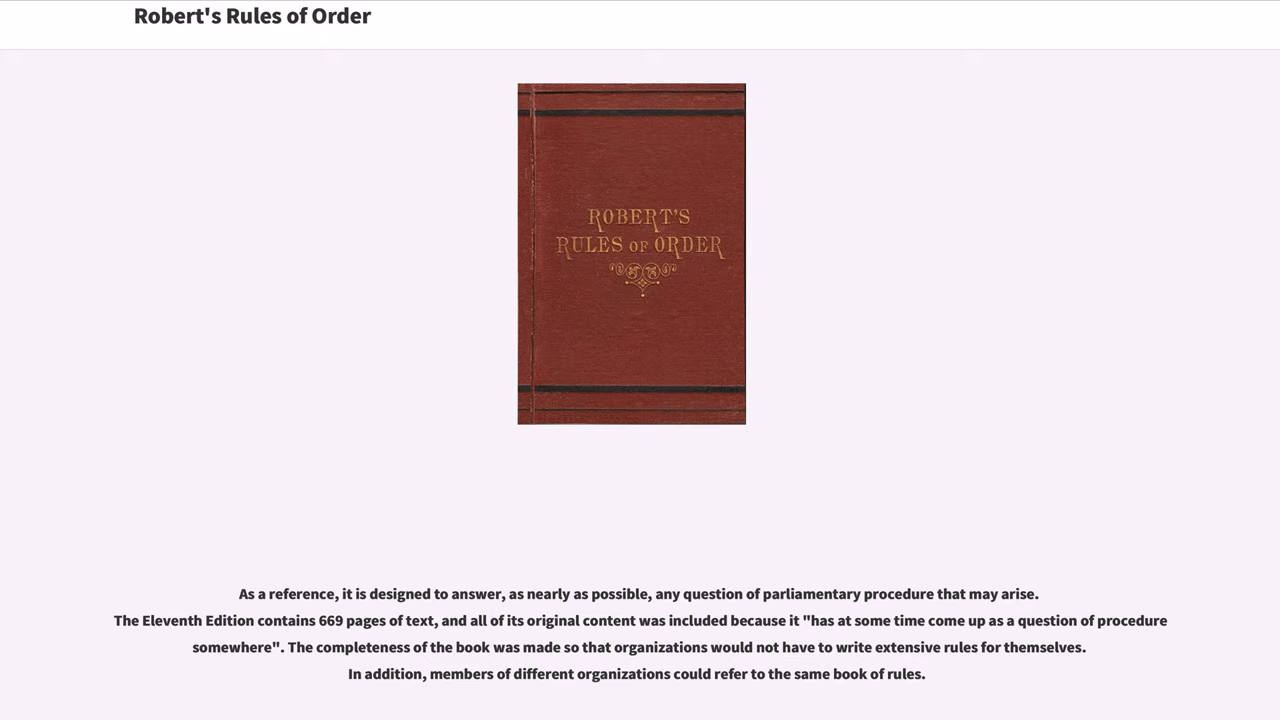 Robert's Rules of Order
ROBERT'S
RULES OF ORDER
As a reference, it is designed to answer, as nearly as possible, any question of parliamentary procedure that may arise.
The Eleventh Edition contains 669 pages of text, and all of its original content was included because it "has at some time come up as a question of procedure
somewhere". The completeness of the book was made so that organizations would not have to write extensive rules for themselves.
In addition, members of different organizations could refer to the same book of rules.